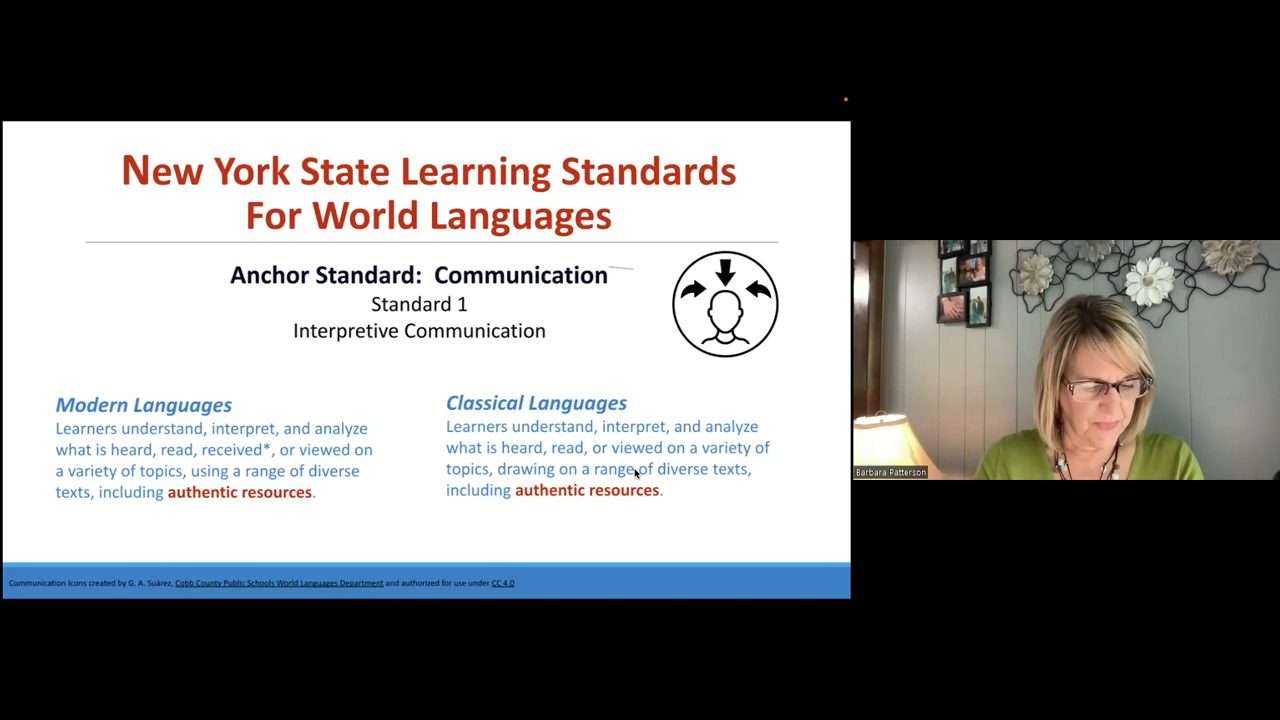 New York State Learning Standards
For World Languages
Anchor Standard:  Communication
Standard 1
Interpretive Communication
Modern Languages
Learners understand, interpret, and analyze
what is heard, read, received*, or viewed on
a variety of topics, using a range of diverse
texts, including authentic resources.
Classical Languages
Learners understand, interpret, and analyze
what is heard, read, or viewed on a variety of
topics, drawing on a range of diverse texts,
including authentic resources.
Communication Icons created by G. A. Suárez, Cobb County Public Schools World Languages Department and authorized for use under CC 4.0
Barbara Patterson